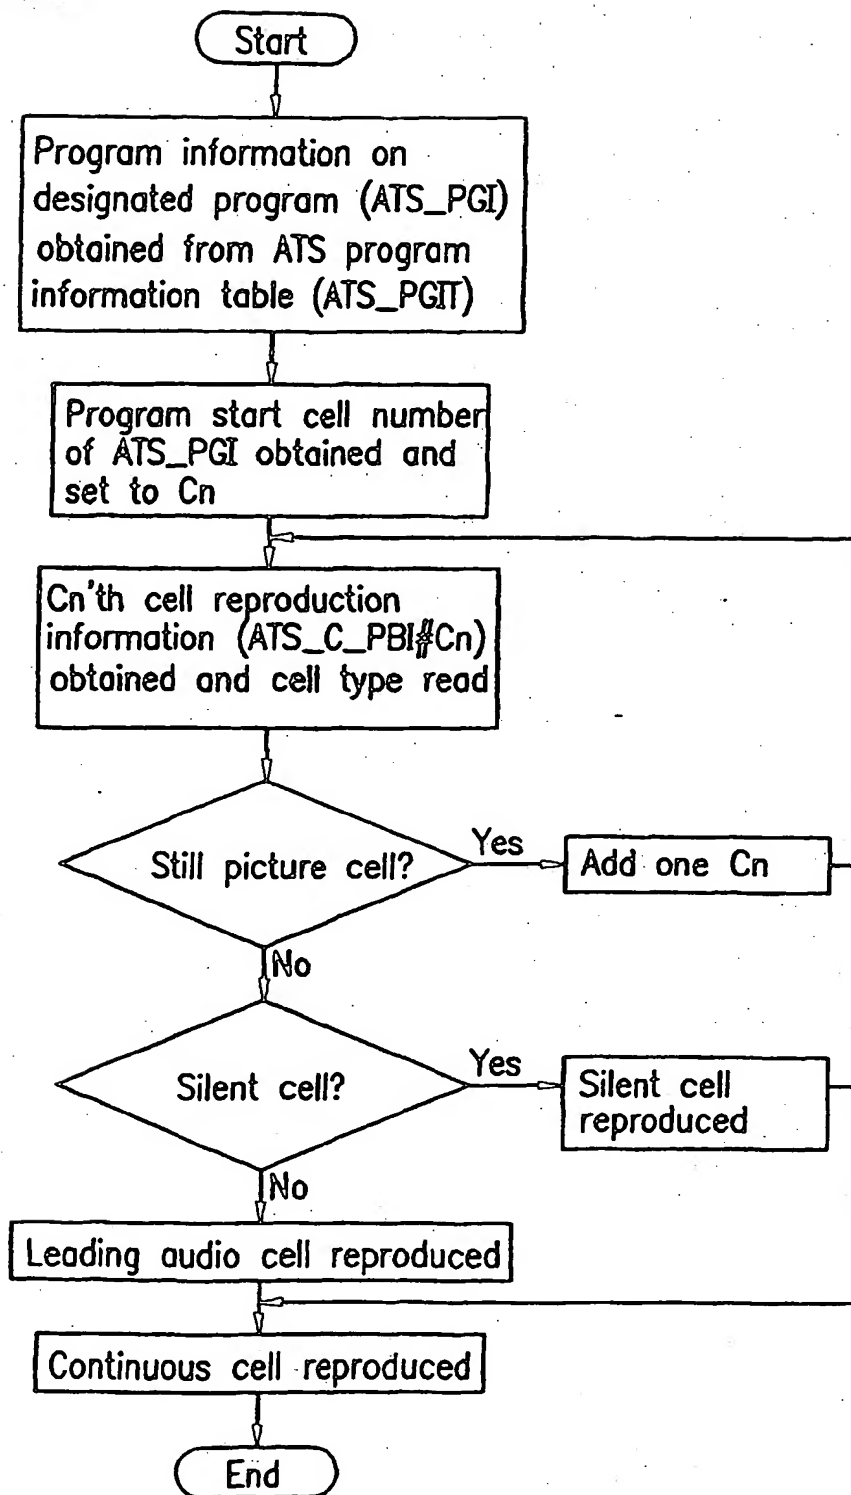 Start
Program information on
designated program (ATS_PGI)
obtained from ATS program
information table (ATS_PGIT)
Program start cell number
of ATS_PGI obtained and
set to Cn
Cn'th cell reproduction
information (ATS_C_PBI#Cn)
obtained and cell type read
Still picture cell?
Yes
Add one Cn
No
Silent cell?
Yes
Silent cell
reproduced
No
Leading audio cell reproduced
Continuous cell reproduced
End